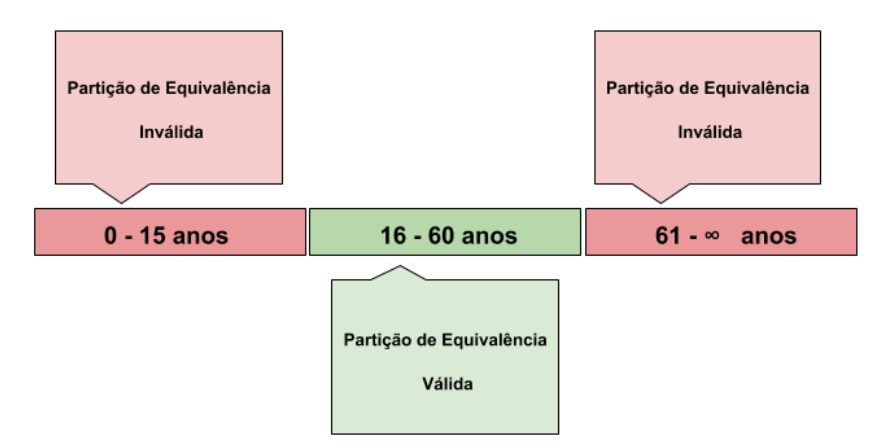 Partição de Equivalência
Inválida
Partição de Equivalência
Inválida
0 - 15 anos
16 - 60 anos
61 - ∞ anos
Partição de Equivalência
Válida